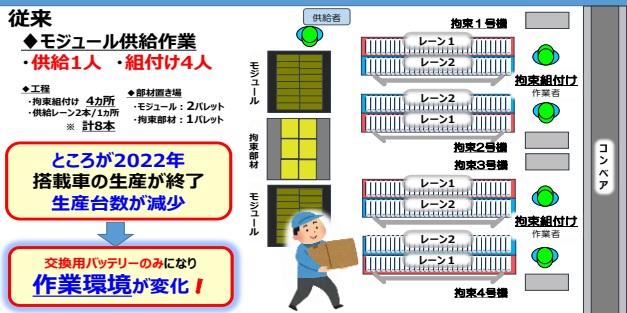 従来
◆モジュール供給作業
・供給1人 ・組付け4人
◆工程
・拘束組付け 4カ所
・供給レーン2本/1カ所
※ 計8本
◆部材置き場
・モジュール：2パレット
・拘束部材：1パレット
ところが2022年
搭載車の生産が終了
生産台数が減少
交換用バッテリーのみになり
作業環境が変化！
供給者
モジュール
拘束部材
モジュール
拘束1号機
レーン1
レーン2
拘束組付け
作業者
レーン1
レーン2
拘束2号機
拘束3号機
レーン1
レーン2
拘束組付け
作業者
レーン2
レーン1
拘束4号機
コンベア